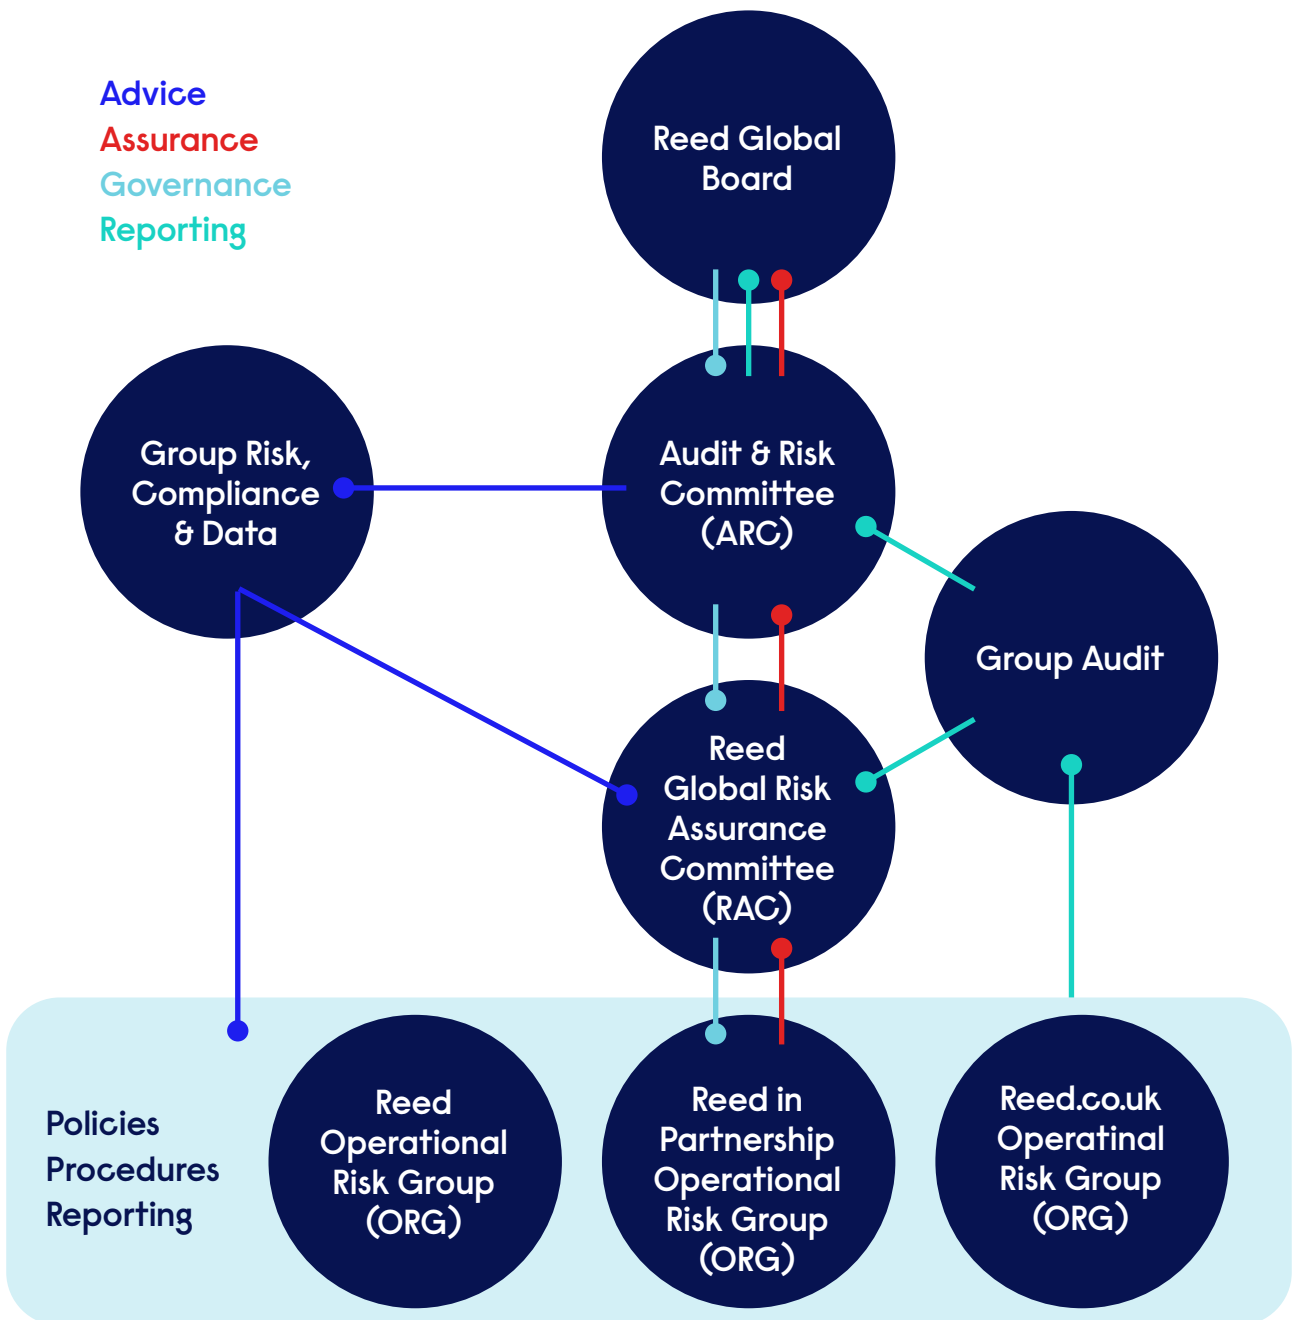 Advice
Assurance
Governance
Reporting
Reed Global
Board
Group Risk,
Compliance
& Data
Audit & Risk
Committee
(ARC)
Group Audit
Reed
Global Risk
Assurance
Committee
(RAC)
Policies
Procedures
Reporting
Reed
Operational
Risk Group
(ORG)
Reed in
Partnership
Operational
Risk Group
(ORG)
Reed.co.uk
Operatinal
Risk Group
(ORG)